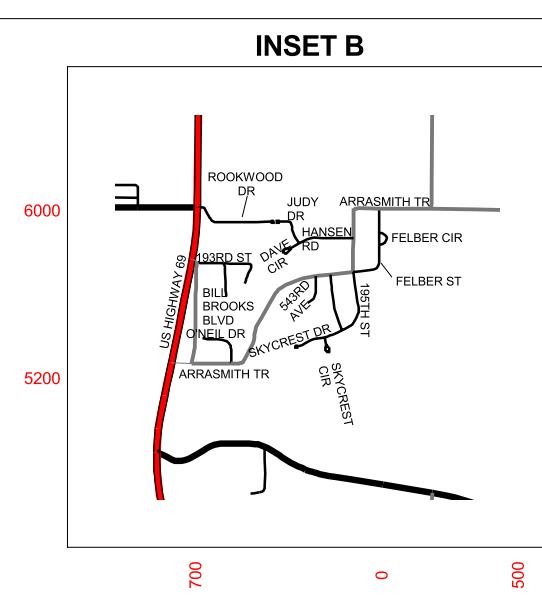 INSET B
ROOKWOOD
DR
JUDY
DR
ARRASMITH TR
6000
HANSEN
RD
FELBER CIR
DAVE
CIR
193RD ST
FELBER ST
US HIGHWAY 69
BILL
BROOKS
BLVD
543RD
AVE
195TH ST
O'NEIL DR
SKYCREST DR
5200
ARRASMITH TR
SKYCREST
CIR
700
0
500